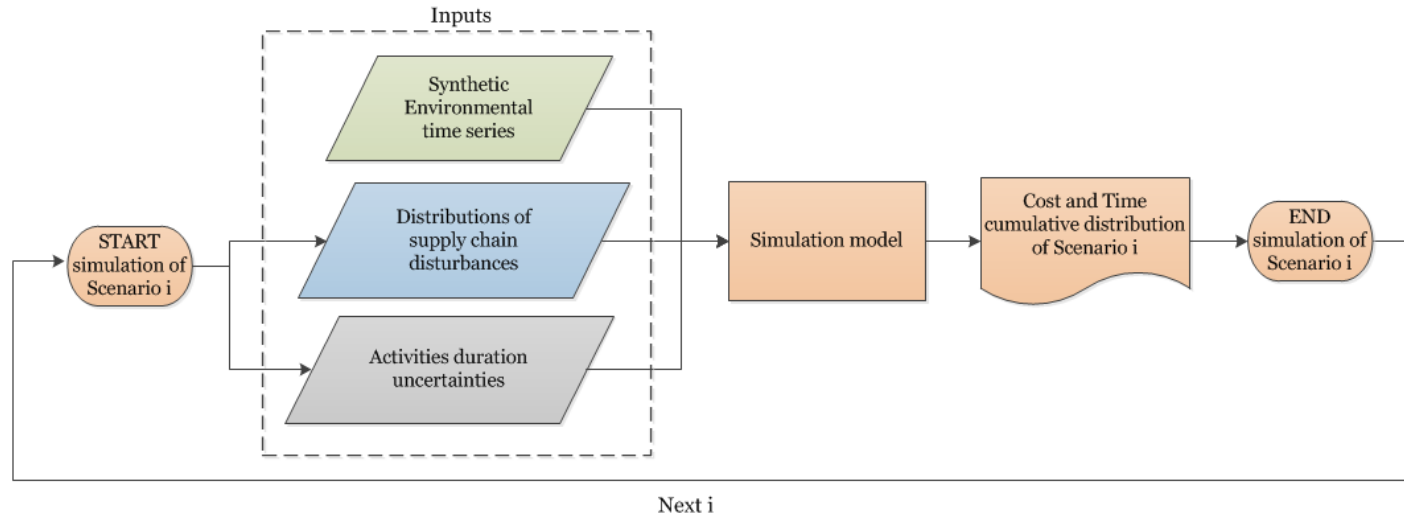 Inputs
Synthetic
Environmental
time series
Distributions of
supply chain
disturbances
Activities duration
uncertainties
START
simulation of
Scenario i
Simulation model
Cost and Time
cumulative distribution
of Scenario i
END
simulation of
Scenario i
Next i